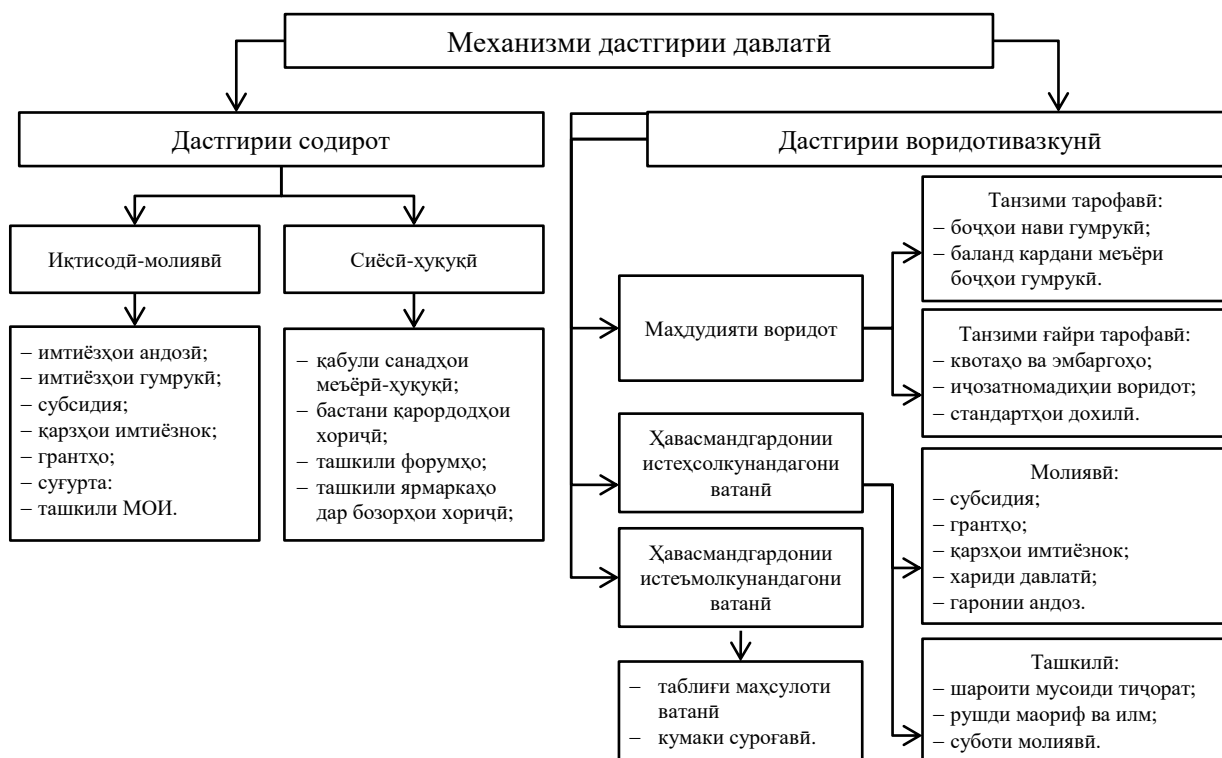 Механизми дастгирии давлатӣ
Дастгирии содирот
Дастгирии воридотивазкунӣ
Иқтисодӣ-молиявӣ
Сиёсӣ-ҳуқуқӣ
– имтиёзҳои андозӣ;
– имтиёзҳои гумрукӣ;
– субсидия;
– қарзҳои имтиёзнок;
– грантҳо;
– суғурта:
– ташкили МОИ.
– қабули санадҳои
меъёрӣ-ҳуқуқӣ;
– бастани қарордодҳои
хориҷӣ;
– ташкили форумҳо;
– ташкили ярмаркаҳо
дар бозорҳои хориҷӣ;
Маҳдудияти воридот
Ҳавасмандгардонии
истеҳсолкунандагони
ватанӣ
Ҳавасмандгардонии
истеъмолкунандагони
ватанӣ
– таблиғи маҳсулоти
ватанӣ
– кумаки суроғавӣ.
Танзими тарофавӣ:
– боҷҳои нави гумрукӣ;
– баланд кардани меъёри
боҷҳои гумрукӣ.
Танзими ғайри тарофавӣ:
– квотаҳо ва эмбаргоҳо;
– иҷозатномадиҳии воридот;
– стандартҳои дохилӣ.
Молиявӣ:
– субсидия;
– грантҳо;
– қарзҳои имтиёзнок;
– хариди давлатӣ;
– гаронии андоз.
Ташкилӣ:
– шароити мусоиди тиҷорат;
– рушди маориф ва илм;
– суботи молиявӣ.